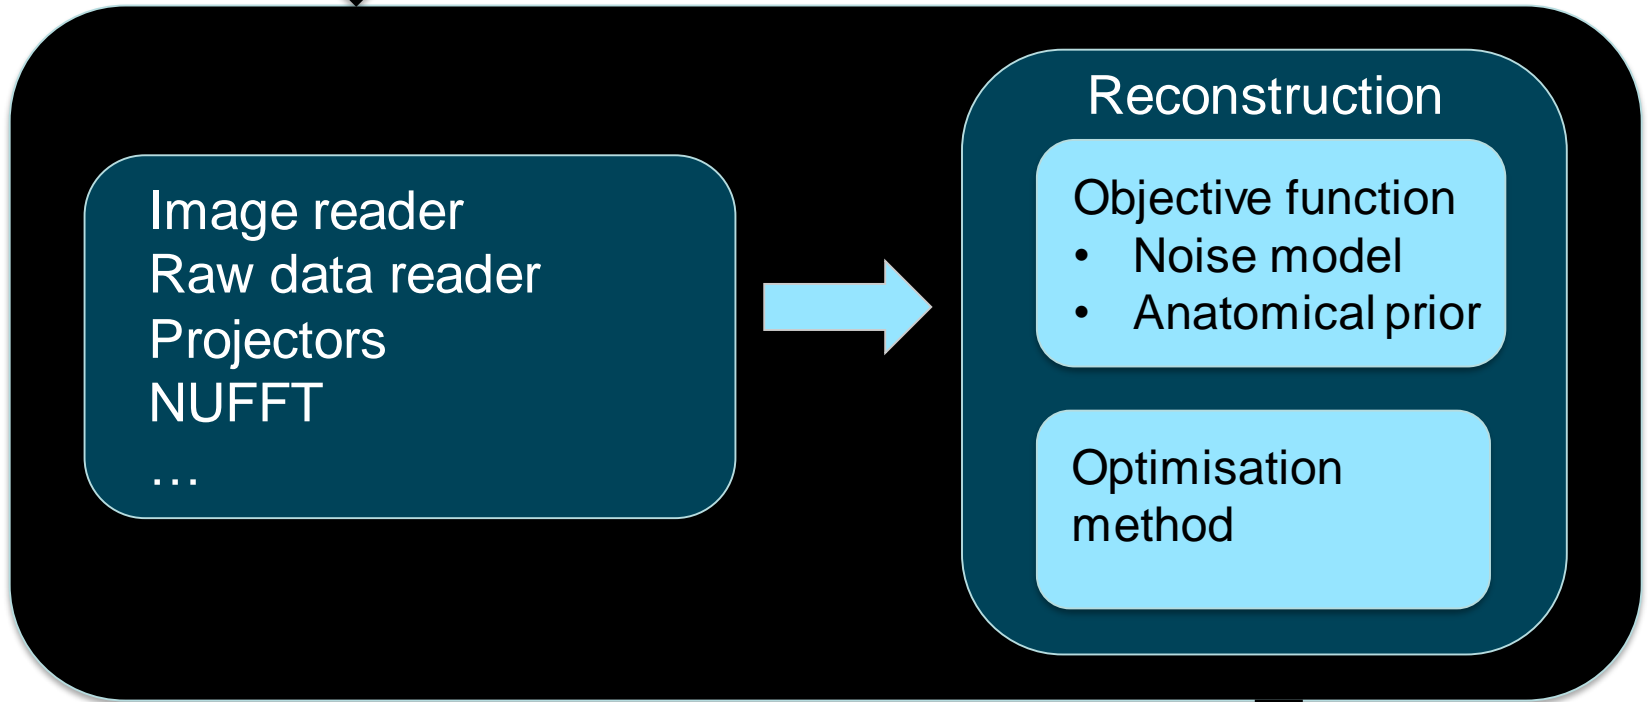 Image reader
Raw data reader
Projectors
NUFFT
…
Reconstruction
Objective function
• Noise model
• Anatomical prior
Optimisation
method